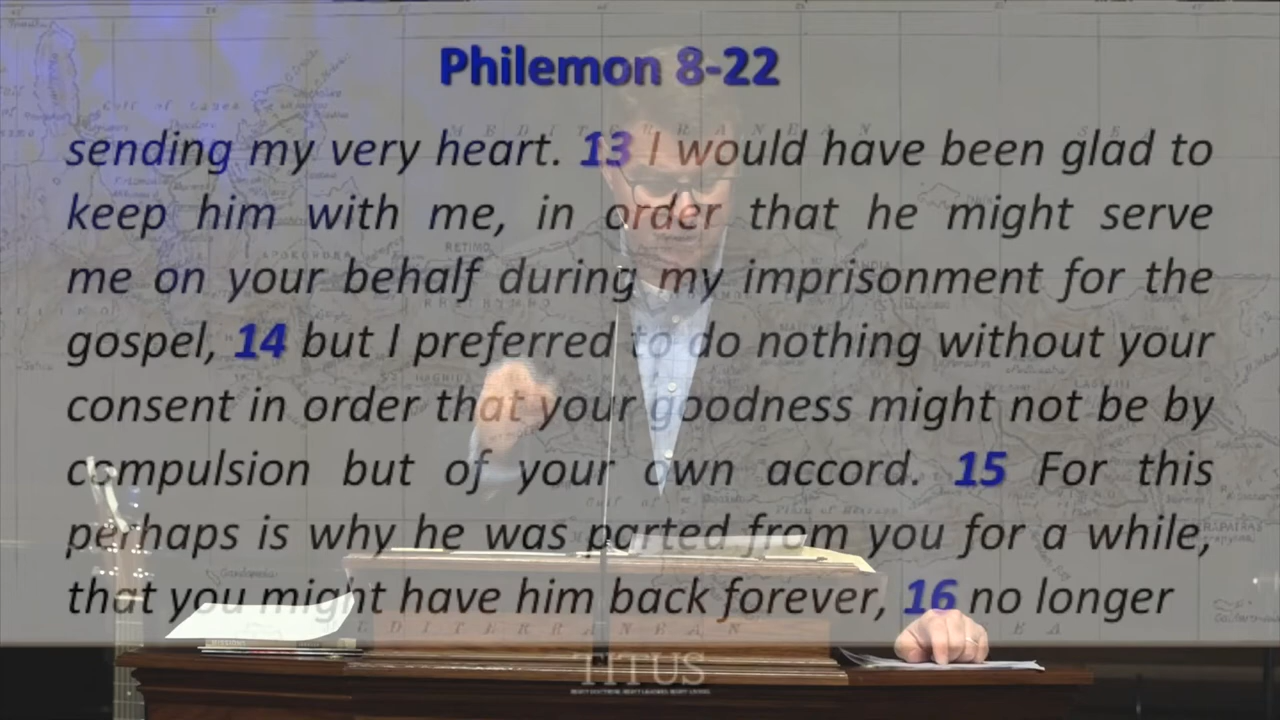 Philemon 8-22
sending my very heart. 13 I would have been glad to
keep him with me, in order that he might serve
me on your behalf during my imprisonment for the
gospel, 14 but I preferred to do nothing without your
consent in order that your goodness might not be by
compulsion but of your own accord. 15 For this
perhaps is why he was parted from you for a while,
that you might have him back forever, 16 no longer
TITUS